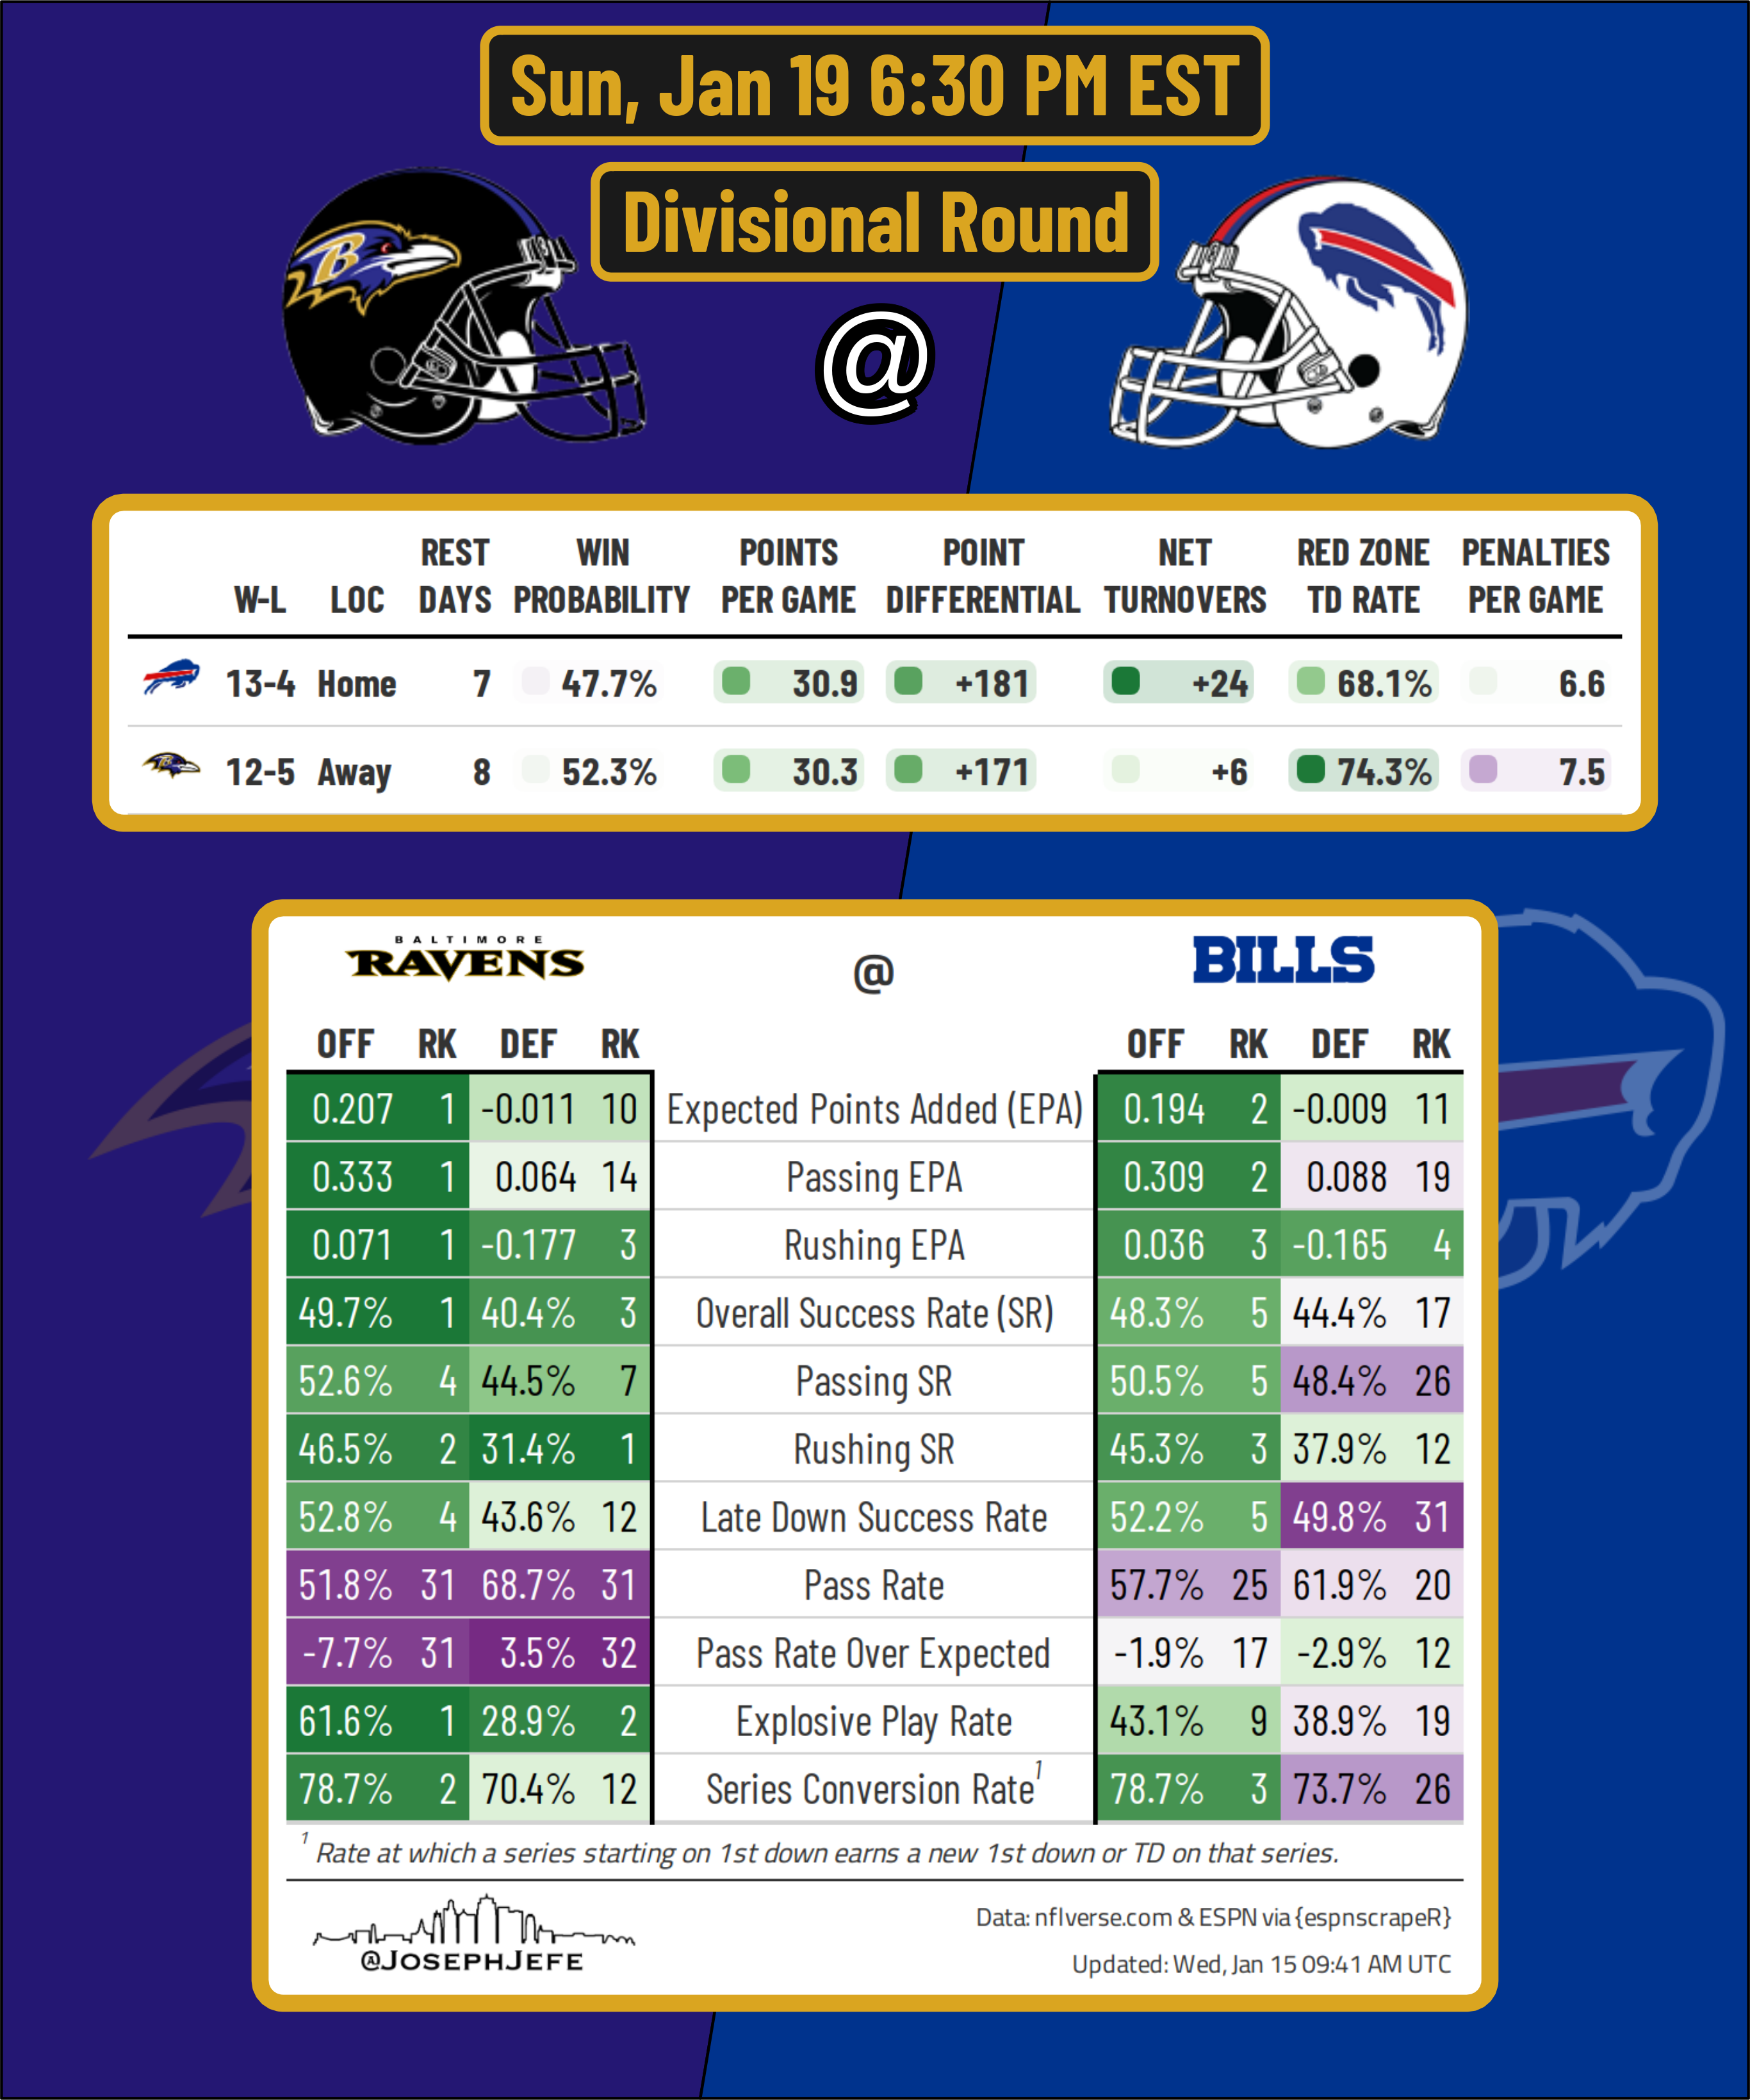 Sun, Jan 19 6:30 PM EST
Divisional Round
B
@
W-L LOC REST DAYS WIN PROBABILITY POINTS PER GAME POINT DIFFERENTIAL NET TURNOVERS RED ZONE TD RATE PENALTIES PER GAME
13-4 Home 7 47.7% 30.9 +181 +24 68.1% 6.6
12-5 Away 8 52.3% 30.3 +171 +6 74.3% 7.5
BALTIMORE
RAVENS @ BILLS
OFF RK DEF RK OFF RK DEF RK
0.207 1 -0.011 10 Expected Points Added (EPA) 0.194 2 -0.009 11
0.333 1 0.064 14 Passing EPA 0.309 2 0.088 19
0.071 1 -0.177 3 Rushing EPA 0.036 3 -0.165 4
49.7% 1 40.4% 3 Overall Success Rate (SR) 48.3% 5 44.4% 17
52.6% 4 44.5% 7 Passing SR 50.5% 5 48.4% 26
46.5% 2 31.4% 1 Rushing SR 45.3% 3 37.9% 12
52.8% 4 43.6% 12 Late Down Success Rate 52.2% 5 49.8% 31
51.8% 31 68.7% 31 Pass Rate 57.7% 25 61.9% 20
-7.7% 31 3.5% 32 Pass Rate Over Expected -1.9% 17 -2.9% 12
61.6% 1 28.9% 2 Explosive Play Rate 43.1% 9 38.9% 19
78.7% 2 70.4% 12 Series Conversion Rate¹ 78.7% 3 73.7% 26
¹ Rate at which a series starting on 1st down earns a new 1st down or TD on that series.
@JOSEPHJEFE
Data: nflverse.com & ESPN via {espnscrapeR}
Updated: Wed, Jan 15 09:41 AM UTC